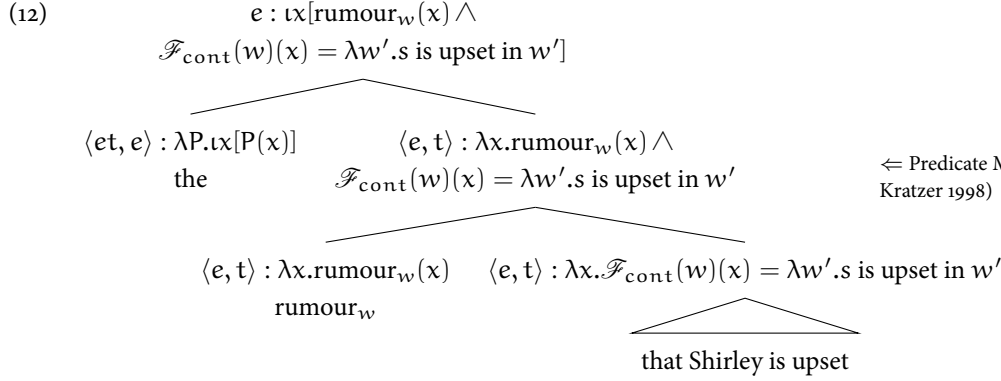 (12)
e : ιx[rumour_w(x) ∧
ℱ_cont(w)(x) = λw′.s is upset in w′]
⟨et, e⟩ : λP.ιx[P(x)]
the
⟨e, t⟩ : λx.rumour_w(x) ∧
ℱ_cont(w)(x) = λw′.s is upset in w′
⇐ Predicate M
Kratzer 1998)
⟨e, t⟩ : λx.rumour_w(x)
rumour_w
⟨e, t⟩ : λx.ℱ_cont(w)(x) = λw′.s is upset in w′
that Shirley is upset